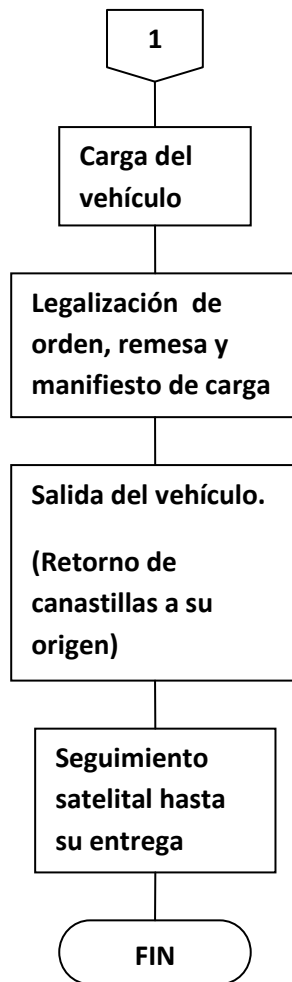 1
Carga del
vehículo
Legalización de
orden, remesa y
manifiesto de carga
Salida del vehículo.
(Retorno de
canastillas a su
origen)
Seguimiento
satelital hasta
su entrega
FIN